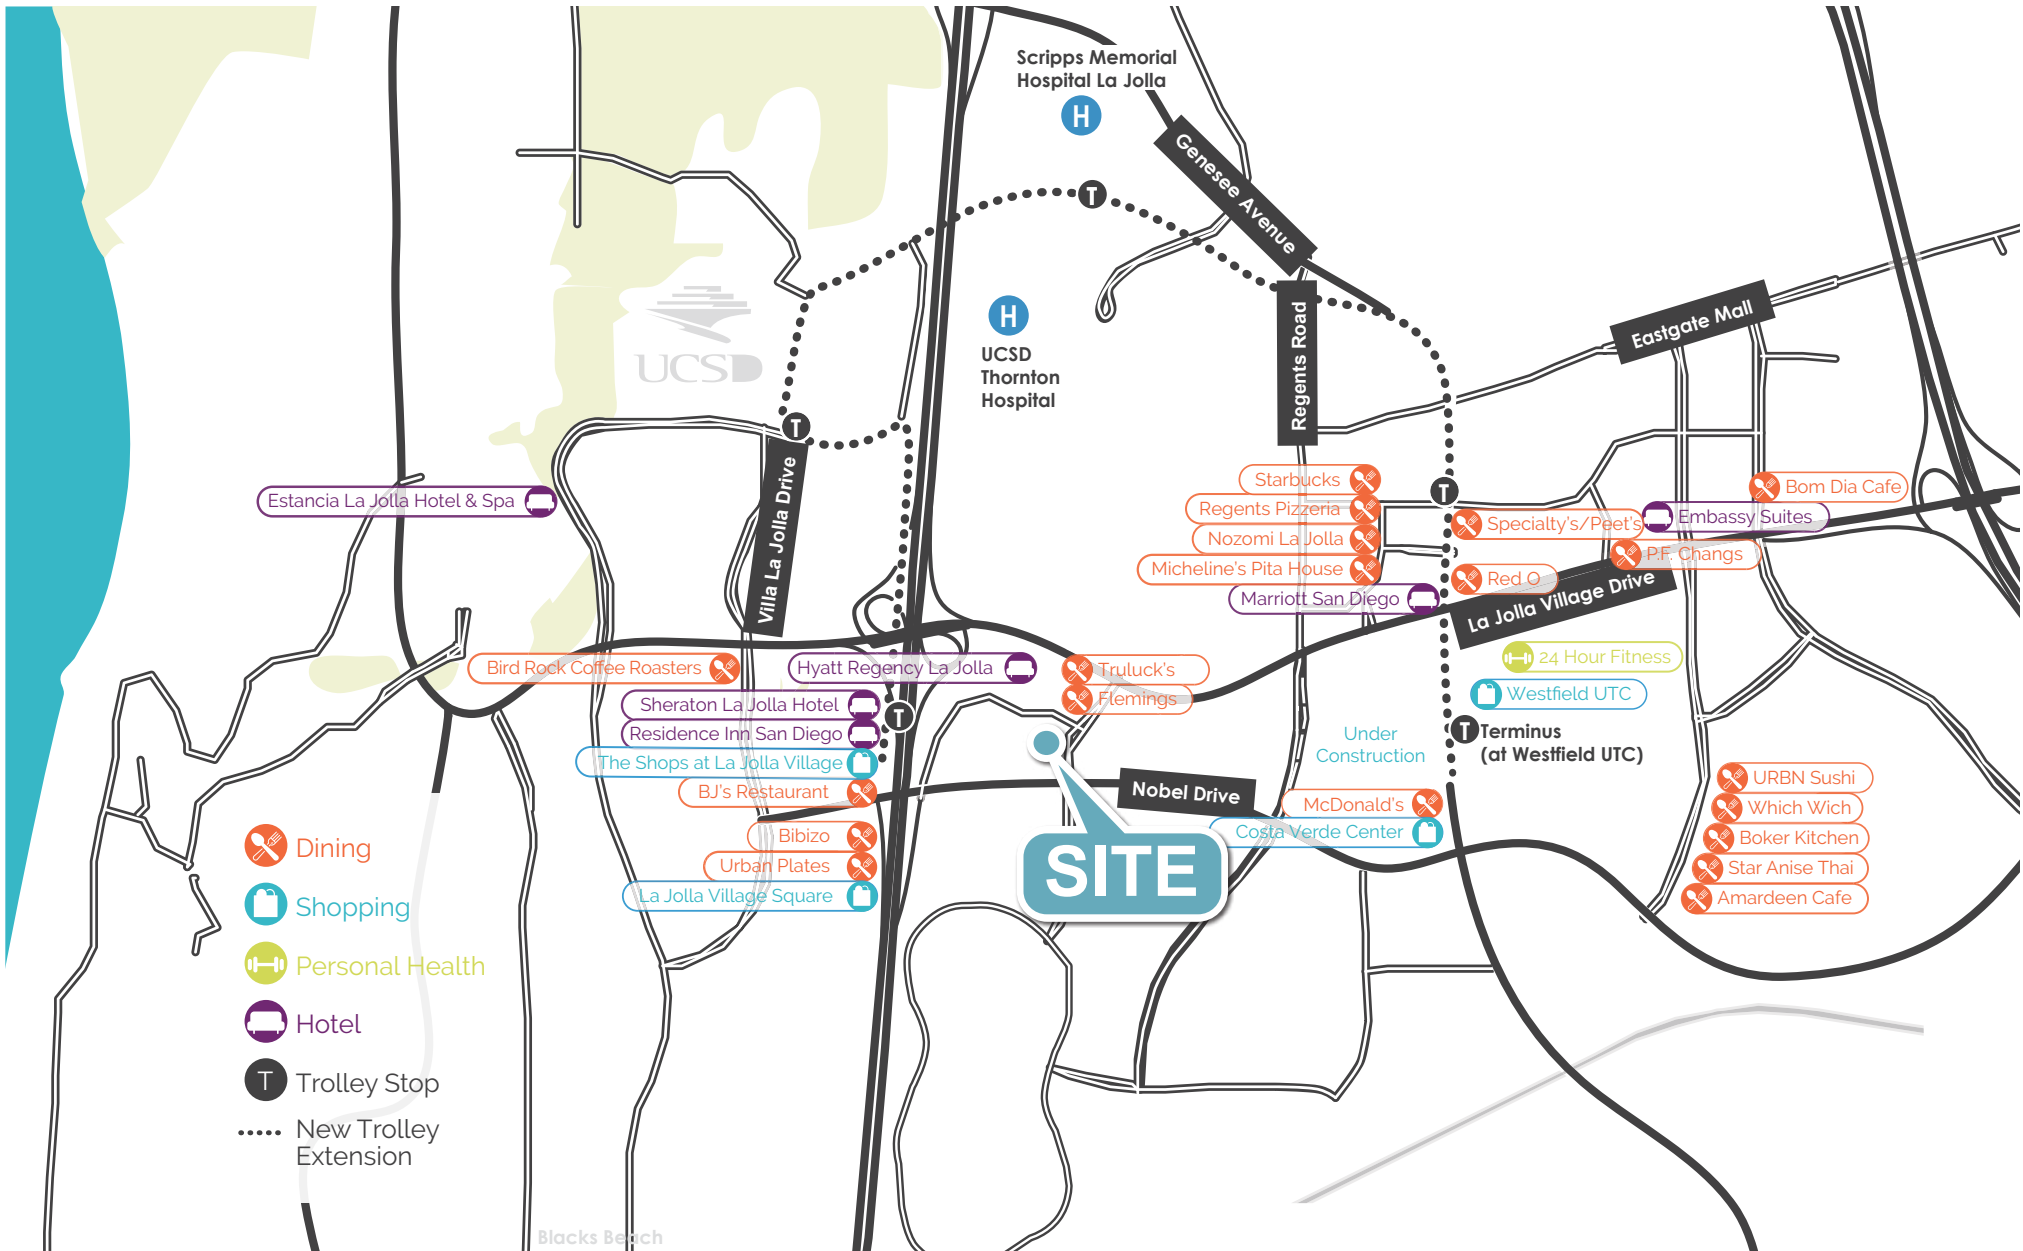 Scripps Memorial
Hospital La Jolla
H
T
Genesee Avenue
H
UCSD
Thornton
Hospital
UCSD
Regents Road
Eastgate Mall
T
Villa La Jolla Drive
Estancia La Jolla Hotel & Spa
Starbucks
Regents Pizzeria
Nozomi La Jolla
Micheline's Pita House
Marriott San Diego
T
Bom Dia Cafe
Specialty's/Peet's
Embassy Suites
P.F. Changs
Red O
La Jolla Village Drive
24 Hour Fitness
Westfield UTC
T
Terminus
(at Westfield UTC)
Bird Rock Coffee Roasters
Hyatt Regency La Jolla
Truluck's
Flemings
Sheraton La Jolla Hotel
Residence Inn San Diego
T
The Shops at La Jolla Village
BJ's Restaurant
Bibizo
Urban Plates
La Jolla Village Square
Under
Construction
Nobel Drive
McDonald's
Costa Verde Center
SITE
URBN Sushi
Which Wich
Boker Kitchen
Star Anise Thai
Amardeen Cafe
Dining
Shopping
Personal Health
Hotel
T
Trolley Stop
New Trolley
Extension
Blacks Beach